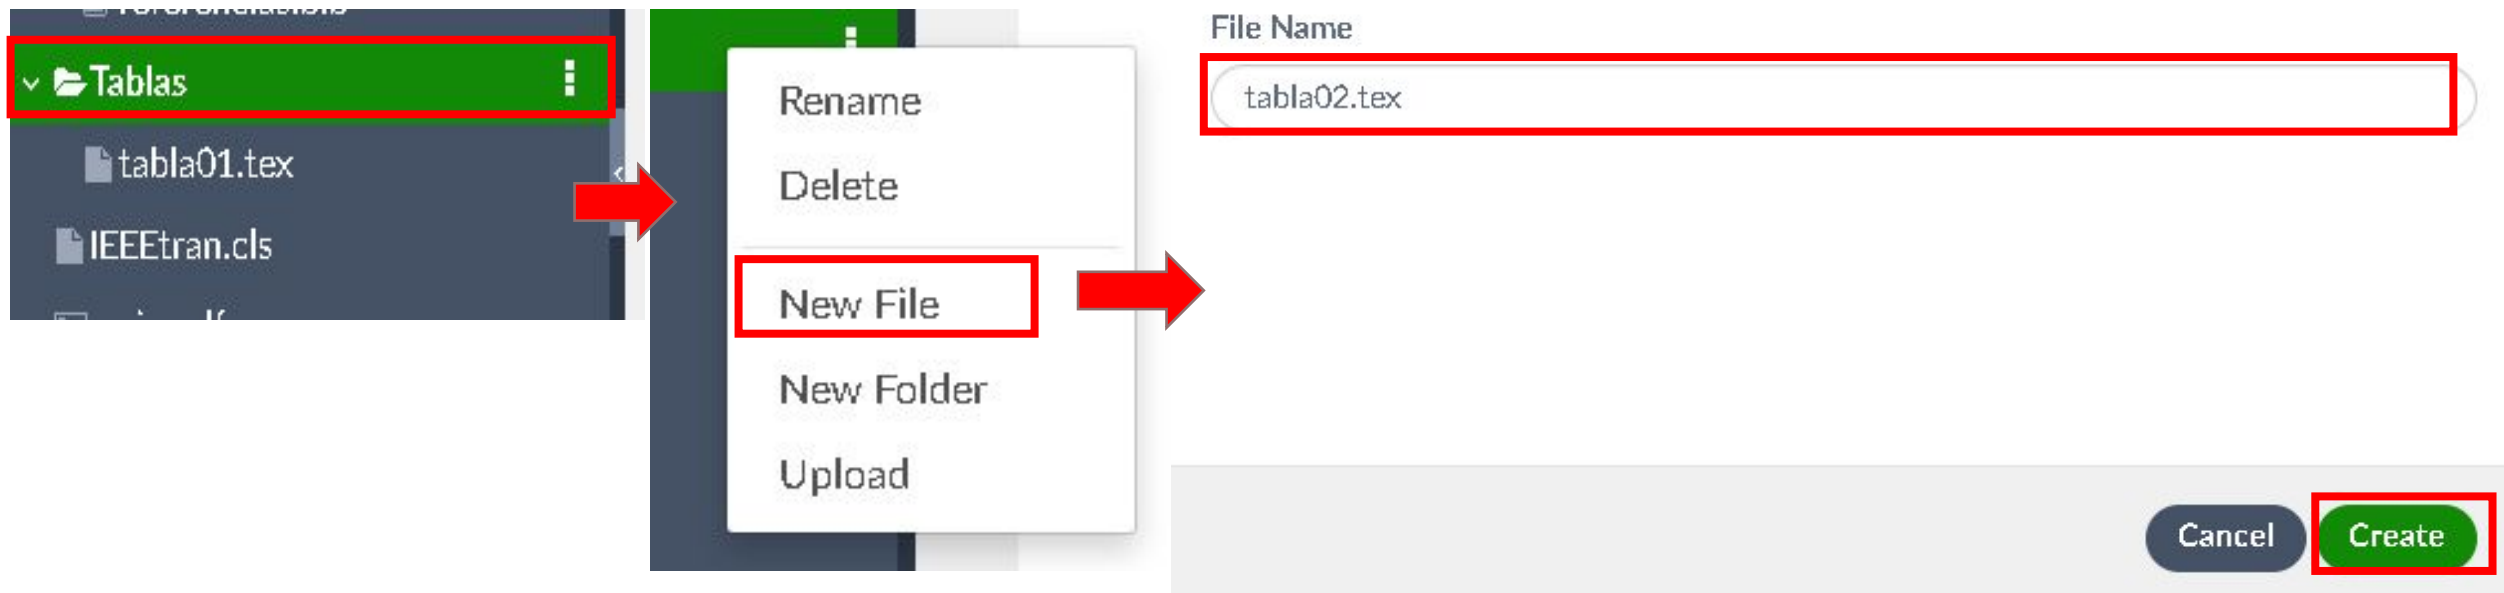 Tablas
tabla01.tex
IEEEtran.cls
Rename
Delete
New File
New Folder
Upload
File Name
tabla02.tex
Cancel
Create